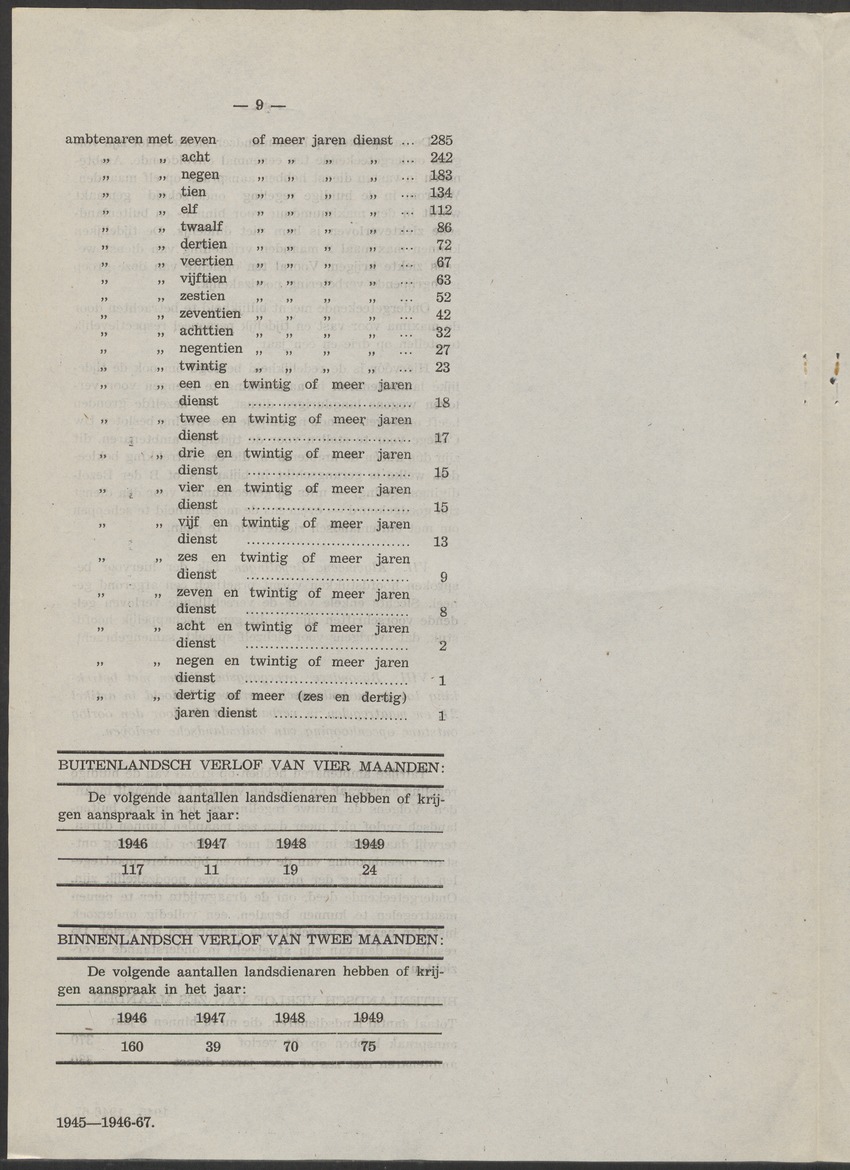 — 9 —
ambtenaren met zeven of meer jaren dienst ... 285
„ „ acht „ „ „ „ ... 242
„ „ negen „ „ „ „ ... 183
„ „ tien „ „ „ „ ... 134
„ „ elf „ „ „ „ ... 112
„ „ twaalf „ „ „ „ ... 86
„ „ dertien „ „ „ „ ... 72
„ „ veertien „ „ „ „ ... 67
„ „ vijftien „ „ „ „ ... 63
„ „ zestien „ „ „ „ ... 52
„ „ zeventien „ „ „ „ ... 42
„ „ achttien „ „ „ „ ... 32
„ „ negentien „ „ „ „ ... 27
„ „ twintig „ „ „ „ ... 23
„ „ een en twintig of meer jaren
dienst ................................ 18
„ „ twee en twintig of meer jaren
dienst ................................ 17
„ „ drie en twintig of meer jaren
dienst ................................ 15
„ „ vier en twintig of meer jaren
dienst ................................ 15
„ „ vijf en twintig of meer jaren
dienst ................................ 13
„ „ zes en twintig of meer jaren
dienst ................................ 9
„ „ zeven en twintig of meer jaren
dienst ................................ 8
„ „ acht en twintig of meer jaren
dienst ................................ 2
„ „ negen en twintig of meer jaren
dienst ................................ 1
„ „ dertig of meer (zes en dertig)
jaren dienst .......................... 1
BUITENLANDSCH VERLOF VAN VIER MAANDEN:
De volgende aantallen landsdienaren hebben of krij-
gen aanspraak in het jaar:
1946 1947 1948 1949
117 11 19 24
BINNENLANDSCH VERLOF VAN TWEE MAANDEN:
De volgende aantallen landsdienaren hebben of krij-
gen aanspraak in het jaar:
1946 1947 1948 1949
160 39 70 75
1945—1946-67.